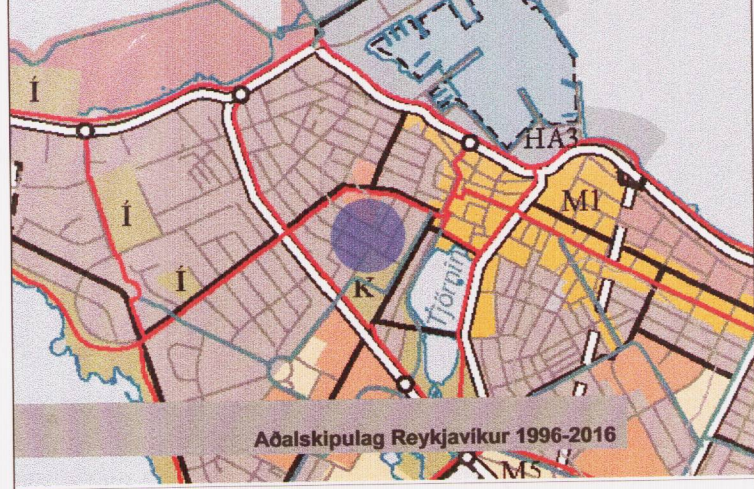 Í
HA3
Í
M1
Í
K
Tjörnin
Aðalskipulag Reykjavíkur 1996-2016
M5